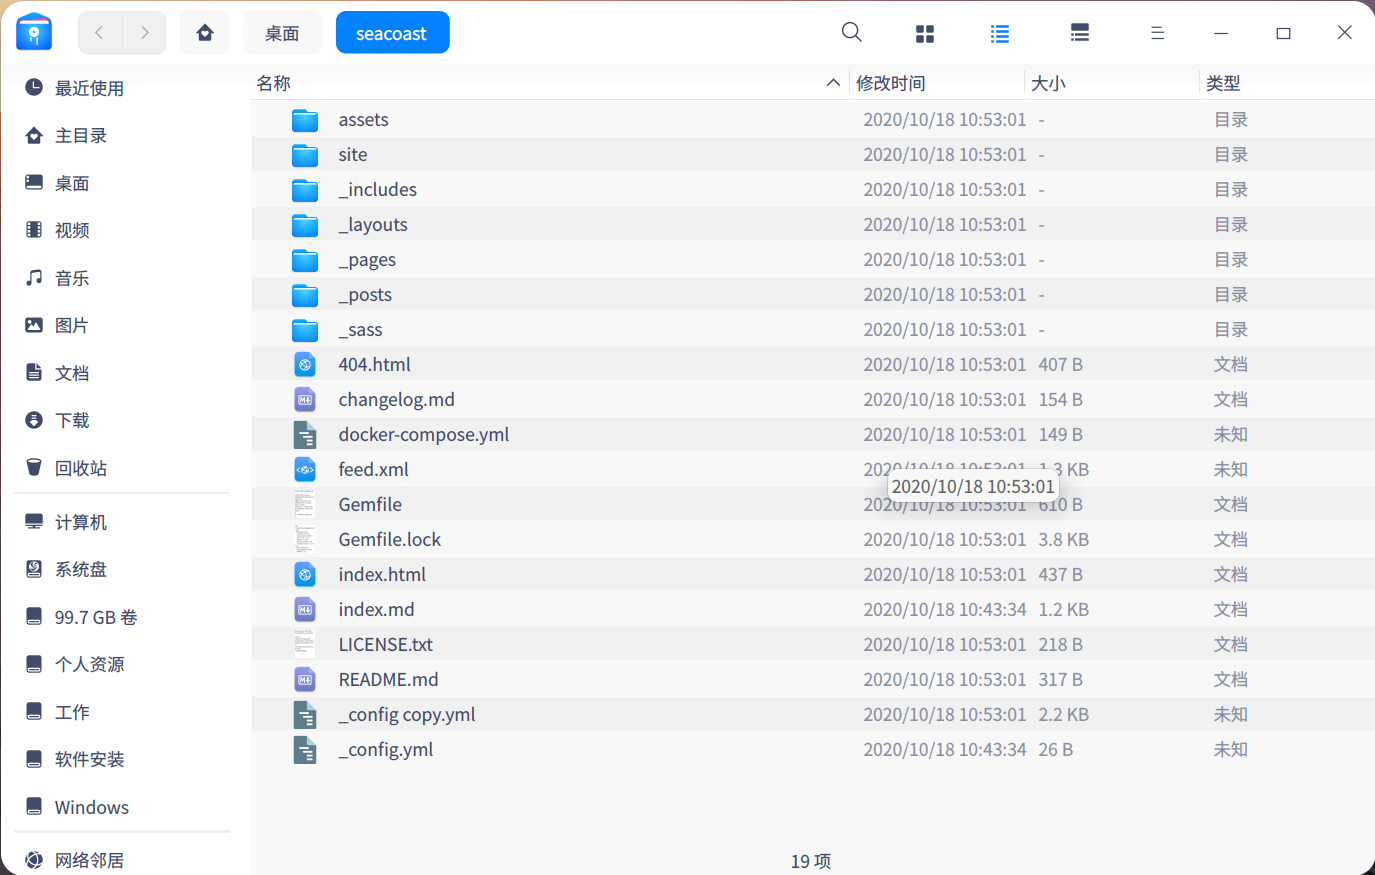 桌面
seacoast
最近使用
主目录
桌面
视频
音乐
图片
文档
下载
回收站
计算机
系统盘
99.7 GB 卷
个人资源
工作
软件安装
Windows
网络邻居
名称 修改时间 大小 类型
assets 2020/10/18 10:53:01 - 目录
site 2020/10/18 10:53:01 - 目录
_includes 2020/10/18 10:53:01 - 目录
_layouts 2020/10/18 10:53:01 - 目录
_pages 2020/10/18 10:53:01 - 目录
_posts 2020/10/18 10:53:01 - 目录
_sass 2020/10/18 10:53:01 - 目录
404.html 2020/10/18 10:53:01 407 B 文档
changelog.md 2020/10/18 10:53:01 154 B 文档
docker-compose.yml 2020/10/18 10:53:01 149 B 未知
feed.xml 2020/10/18 10:53:01 1.3 KB 未知
2020/10/18 10:53:01
Gemfile 2020/10/18 10:53:01 610 B 文档
Gemfile.lock 2020/10/18 10:53:01 3.8 KB 文档
index.html 2020/10/18 10:53:01 437 B 文档
index.md 2020/10/18 10:43:34 1.2 KB 文档
LICENSE.txt 2020/10/18 10:53:01 218 B 文档
README.md 2020/10/18 10:53:01 317 B 文档
_config copy.yml 2020/10/18 10:53:01 2.2 KB 未知
_config.yml 2020/10/18 10:43:34 26 B 未知
19 项